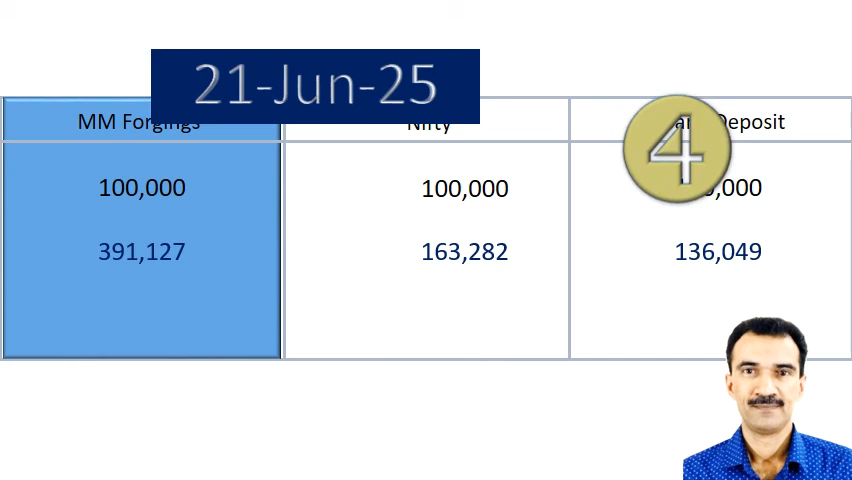 21-Jun-25
MM Forgings Nifty Deposit
4
100,000 100,000
391,127 163,282 136,049